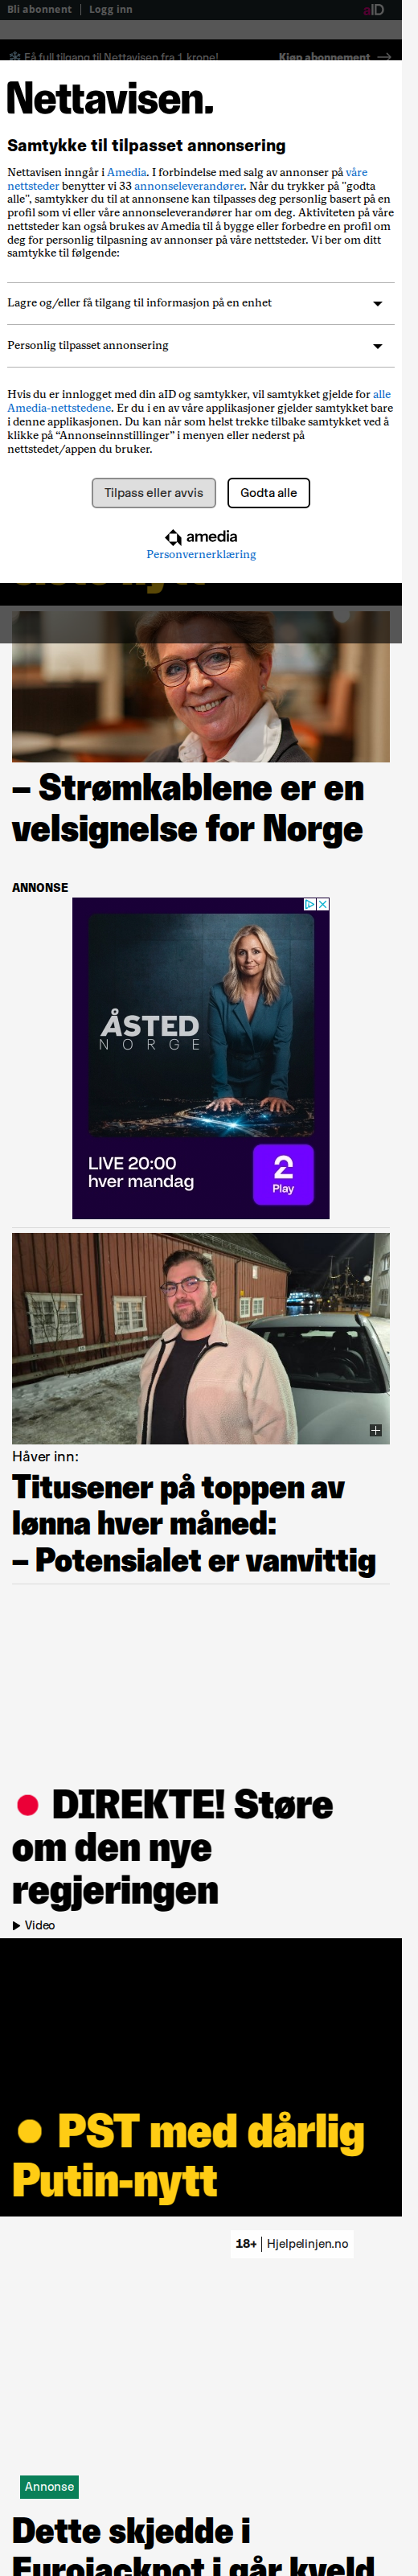 Bli abonnent | Logg inn
aID
Få full tilgang til Nettavisen fra 1 krone!
Kjøp abonnement →
Nettavisen.
Samtykke til tilpasset annonsering
Nettavisen inngår i Amedia. I forbindelse med salg av annonser på våre
nettsteder benytter vi 33 annonseleverandører. Når du trykker på "godta
alle", samtykker du til at annonsene kan tilpasses deg personlig basert på en
profil som vi eller våre annonseleverandører har om deg. Aktiviteten på våre
nettsteder kan også brukes av Amedia til å bygge eller forbedre en profil om
deg for personlig tilpasning av annonser på våre nettsteder. Vi ber om ditt
samtykke til følgende:
Lagre og/eller få tilgang til informasjon på en enhet
Personlig tilpasset annonsering
Hvis du er innlogget med din aID og samtykker, vil samtykket gjelde for alle
Amedia-nettstedene. Er du i en av våre applikasjoner gjelder samtykket bare
i denne applikasjonen. Du kan når som helst trekke tilbake samtykket ved å
klikke på “Annonseinnstillinger” i menyen eller nederst på
nettstedet/appen du bruker.
Tilpass eller avvis
Godta alle
amedia
Personvernerklæring
– Strømkablene er en
velsignelse for Norge
ANNONSE
ÅSTED
NORGE
LIVE 20:00
hver mandag
2
Play
Håver inn:
Titusener på toppen av
lønna hver måned:
– Potensialet er vanvittig
● DIREKTE! Støre
om den nye
regjeringen
Video
● PST med dårlig
Putin-nytt
18+ | Hjelpelinjen.no
Annonse
Dette skjedde i
Eurojackpot i går kveld